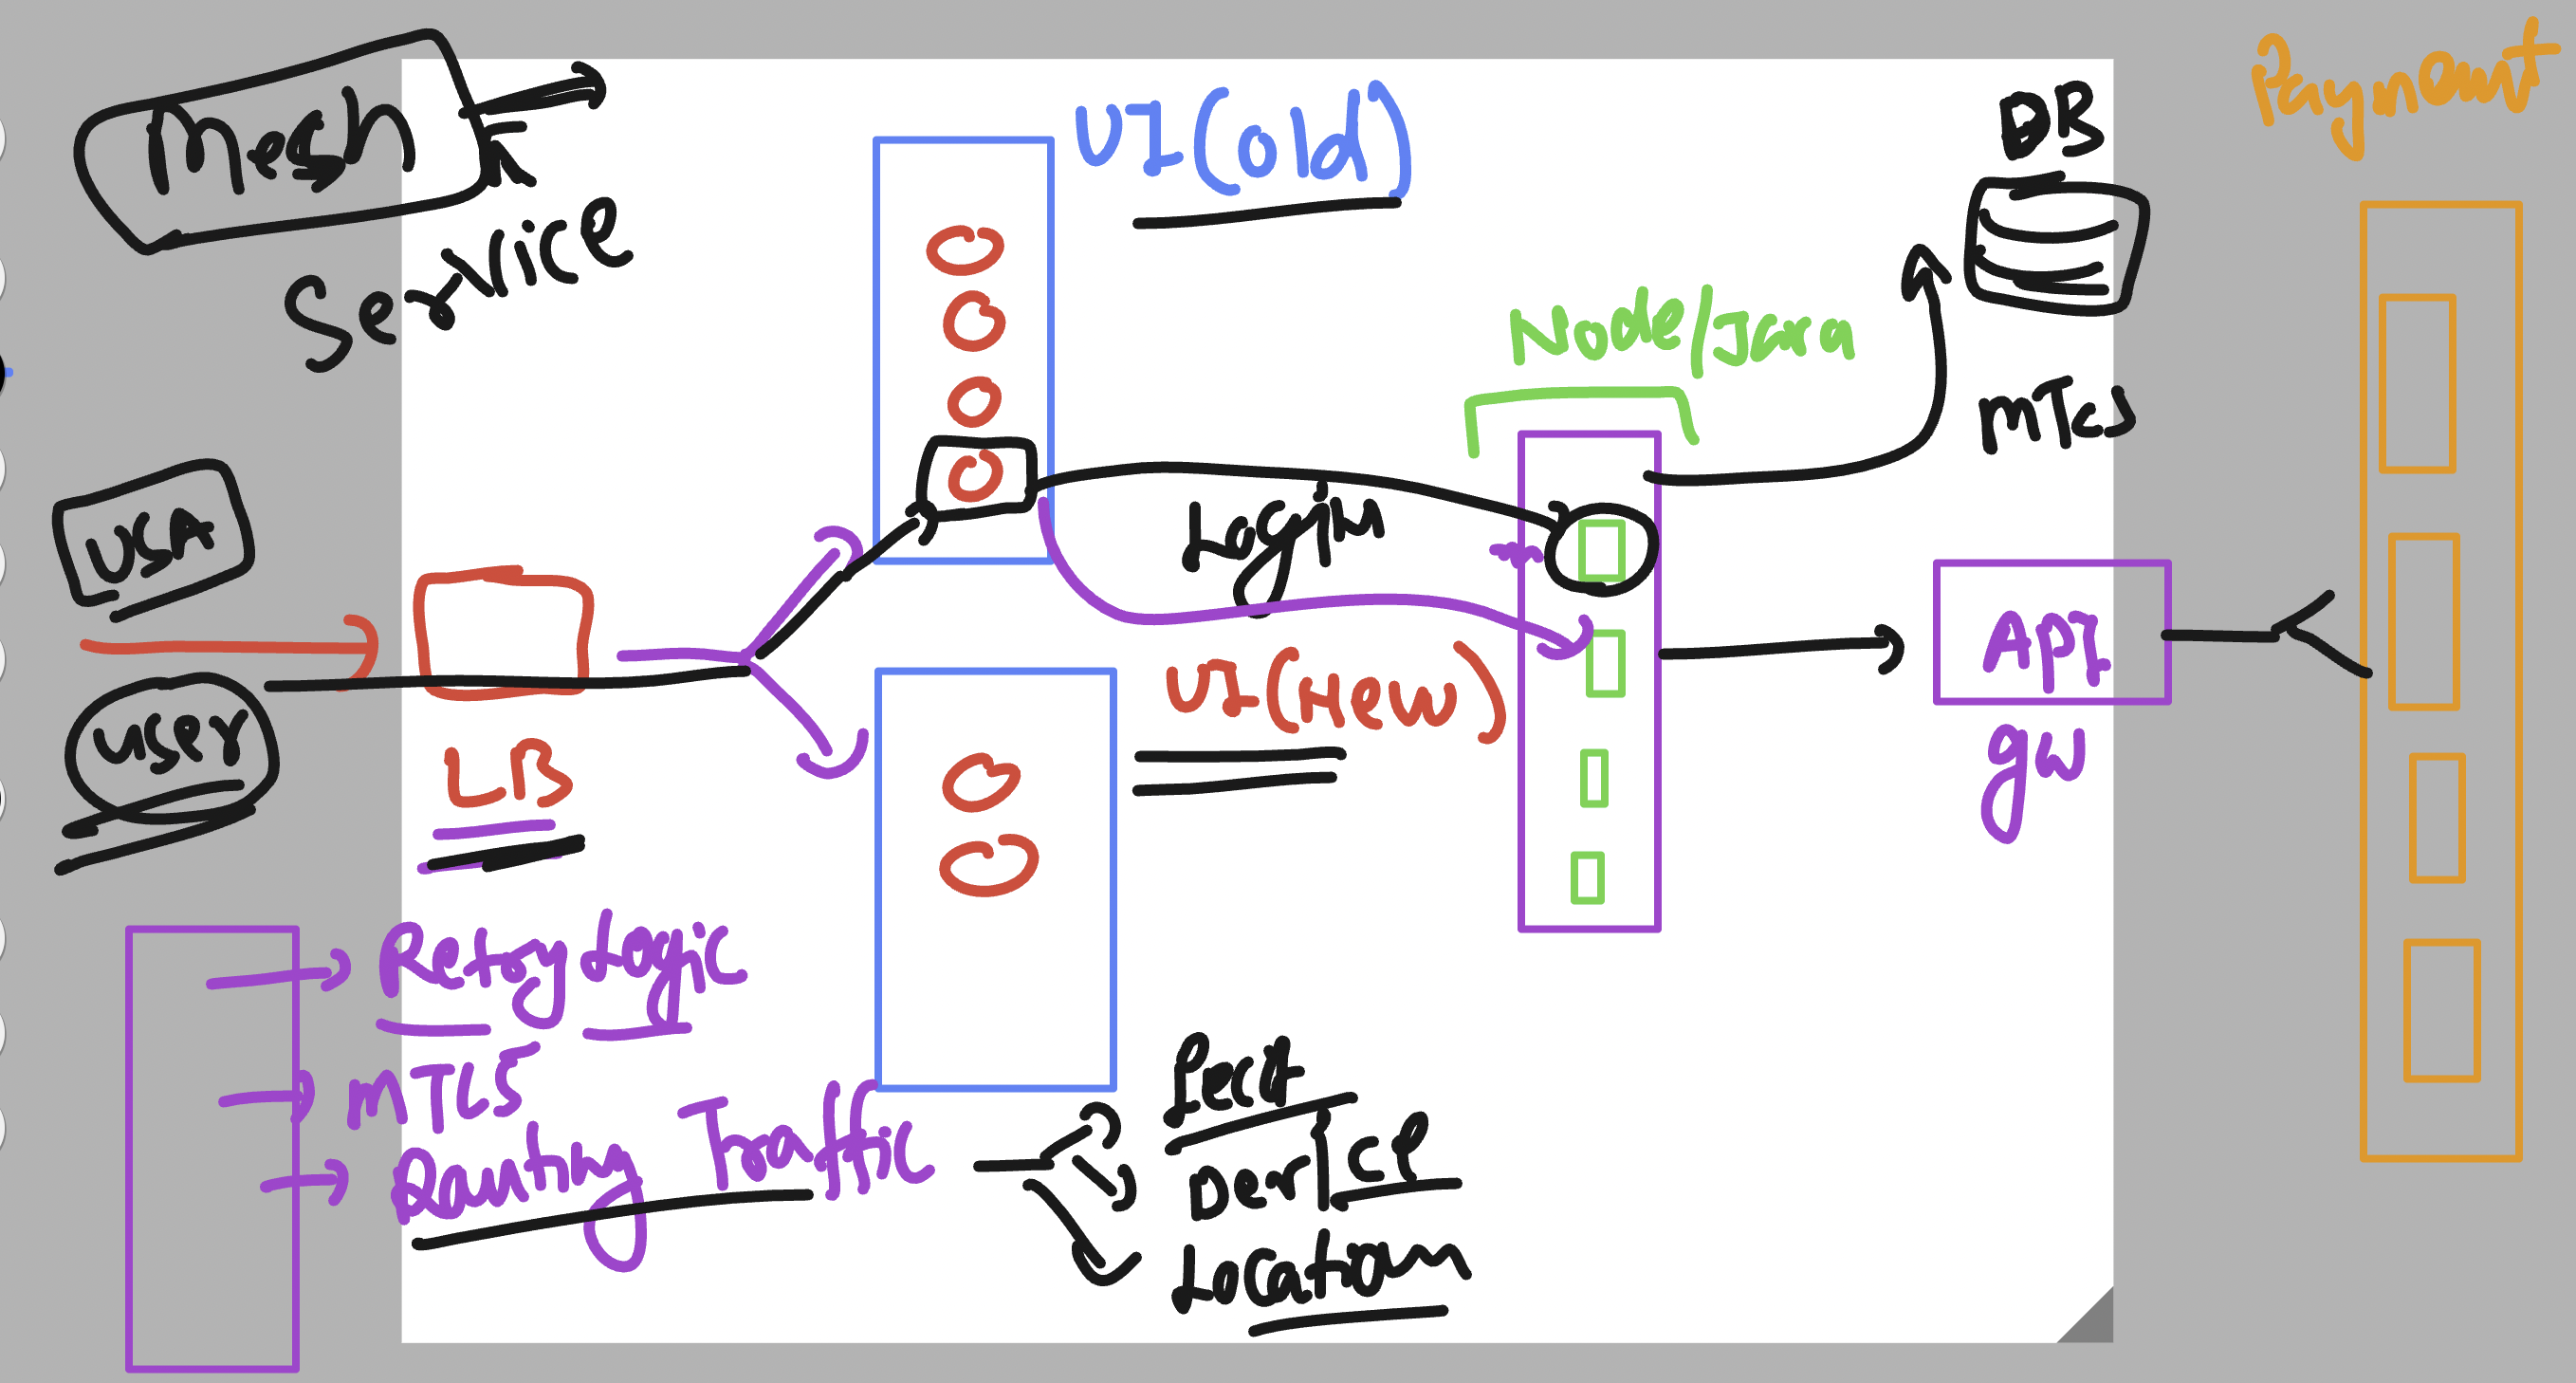 Mesh
Service
UI(old)
DB
Payment
Node/Java
mTLS
USA
Login
User
LB
UI(New)
API
gw
Retry Logic
mTLS
Routing Traffic
Device
Location